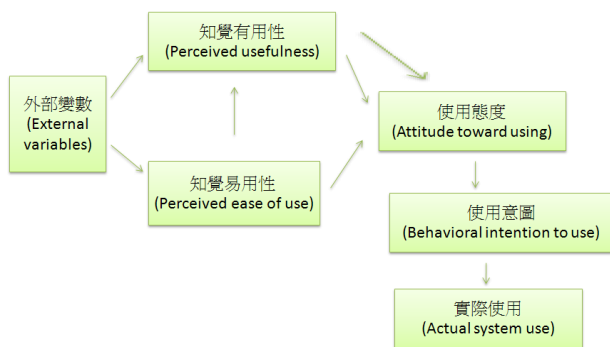 知覺有用性
(Perceived usefulness)
外部變數
(External
variables)
使用態度
(Attitude toward using)
知覺易用性
(Perceived ease of use)
使用意圖
(Behavioral intention to use)
實際使用
(Actual system use)